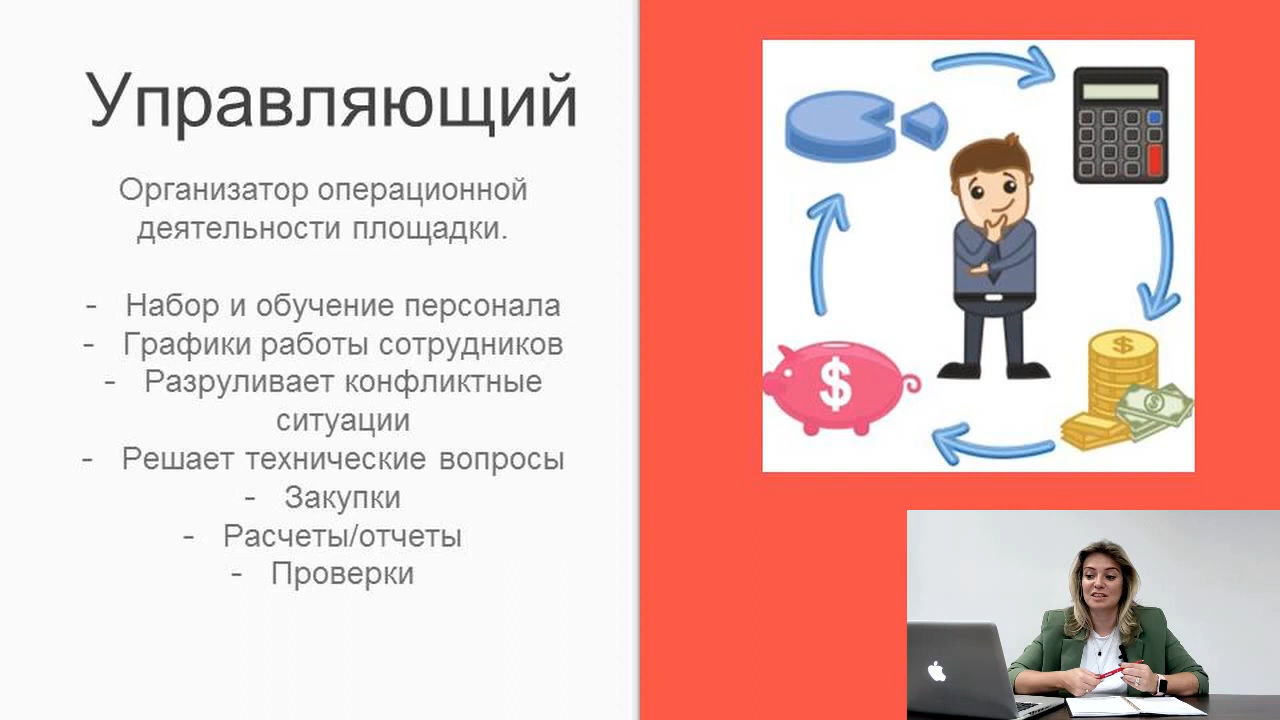 Управляющий
Организатор операционной
деятельности площадки.
- Набор и обучение персонала
- Графики работы сотрудников
- Разруливает конфликтные
ситуации
- Решает технические вопросы
- Закупки
- Расчеты/отчеты
- Проверки
$
$
$